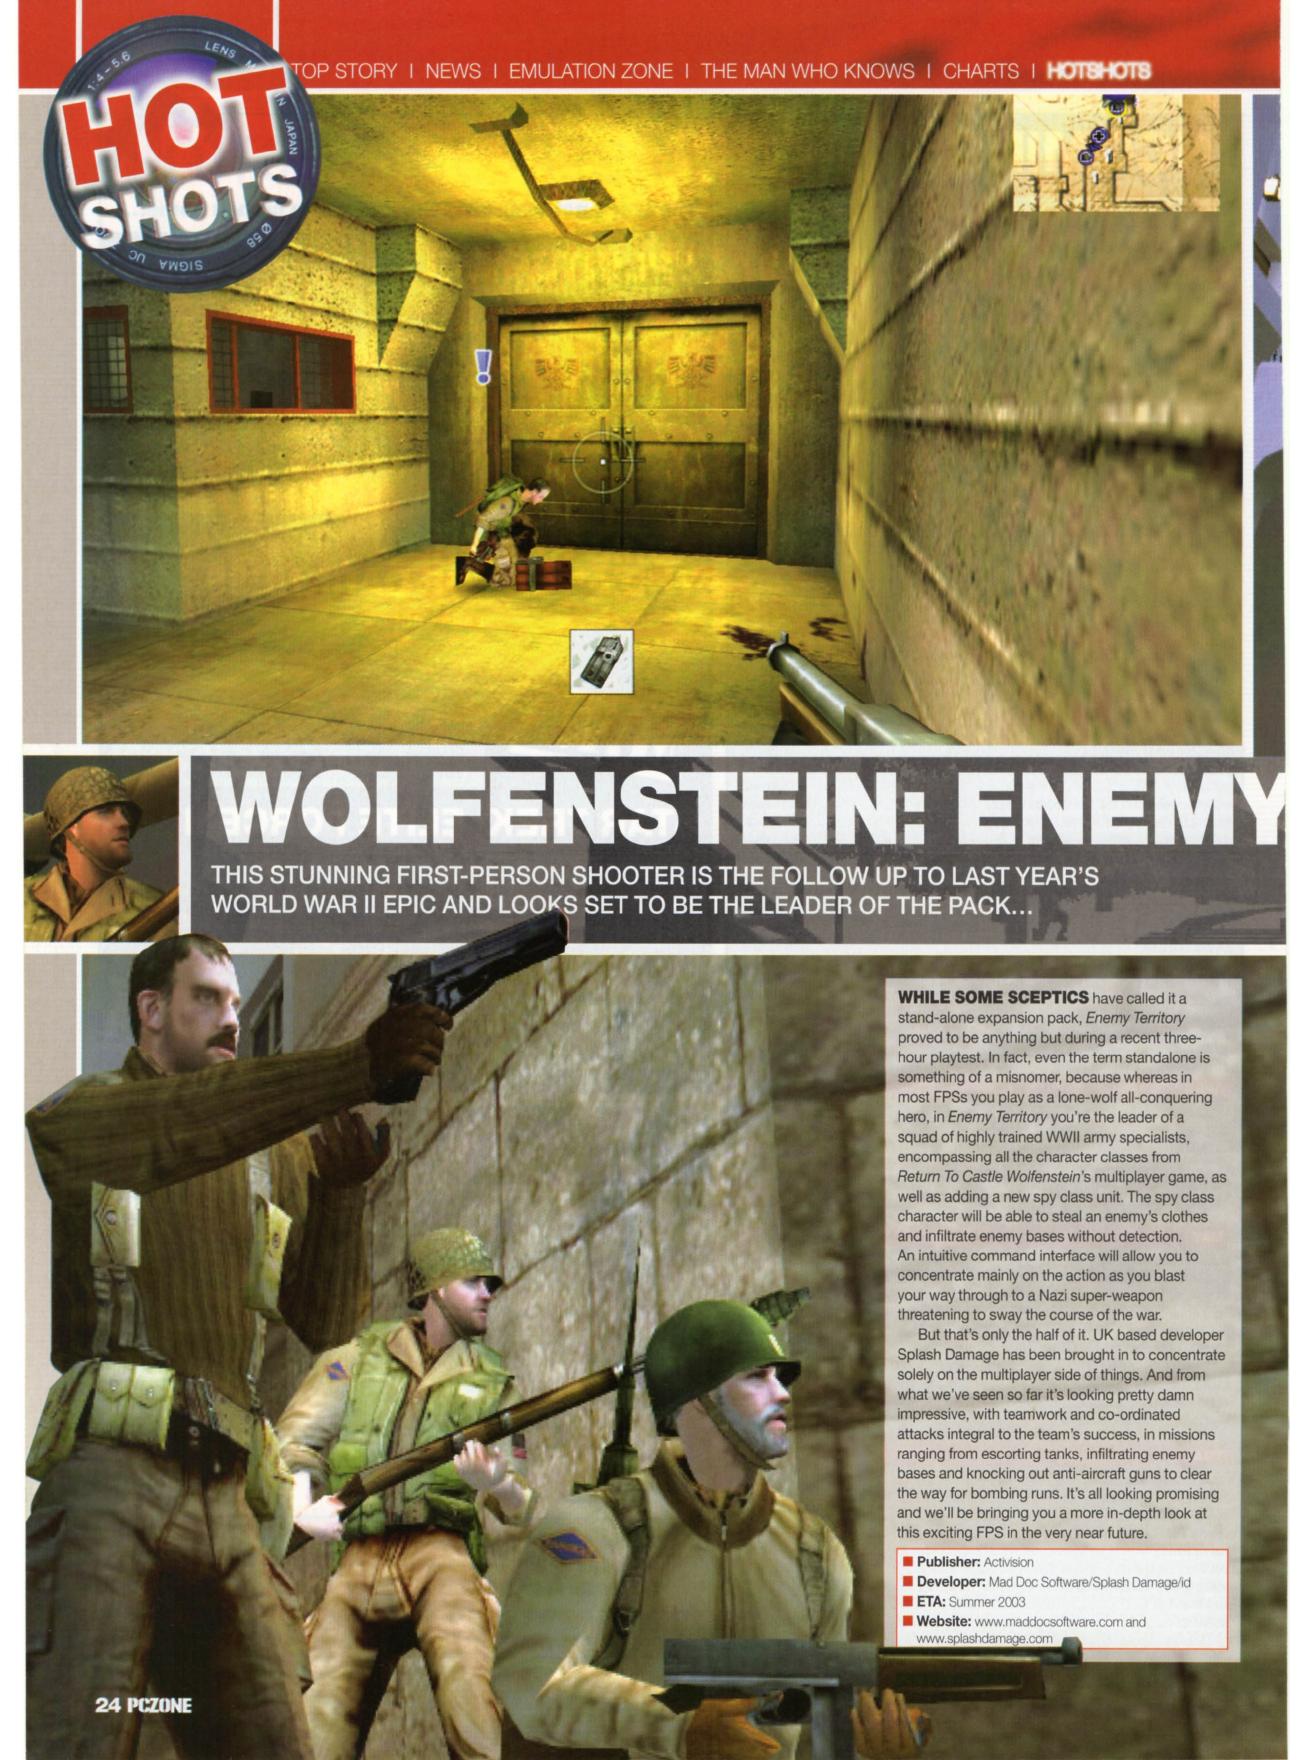 TOP STORY | NEWS | EMULATION ZONE | THE MAN WHO KNOWS | CHARTS | HOTSHOTS
1:4-5.6
LENS
HOT
SHOTS
N JAPAN
Ø58
SIGMA UC
WOLFENSTEIN: ENEMY
THIS STUNNING FIRST-PERSON SHOOTER IS THE FOLLOW UP TO LAST YEAR'S
WORLD WAR II EPIC AND LOOKS SET TO BE THE LEADER OF THE PACK...
WHILE SOME SCEPTICS have called it a
stand-alone expansion pack, Enemy Territory
proved to be anything but during a recent three-
hour playtest. In fact, even the term standalone is
something of a misnomer, because whereas in
most FPSs you play as a lone-wolf all-conquering
hero, in Enemy Territory you're the leader of a
squad of highly trained WWII army specialists,
encompassing all the character classes from
Return To Castle Wolfenstein's multiplayer game, as
well as adding a new spy class unit. The spy class
character will be able to steal an enemy's clothes
and infiltrate enemy bases without detection.
An intuitive command interface will allow you to
concentrate mainly on the action as you blast
your way through to a Nazi super-weapon
threatening to sway the course of the war.
But that's only the half of it. UK based developer
Splash Damage has been brought in to concentrate
solely on the multiplayer side of things. And from
what we've seen so far it's looking pretty damn
impressive, with teamwork and co-ordinated
attacks integral to the team's success, in missions
ranging from escorting tanks, infiltrating enemy
bases and knocking out anti-aircraft guns to clear
the way for bombing runs. It's all looking promising
and we'll be bringing you a more in-depth look at
this exciting FPS in the very near future.
Publisher: Activision
Developer: Mad Doc Software/Splash Damage/id
ETA: Summer 2003
Website: www.maddocsoftware.com and
www.splashdamage.com
24 PCZONE